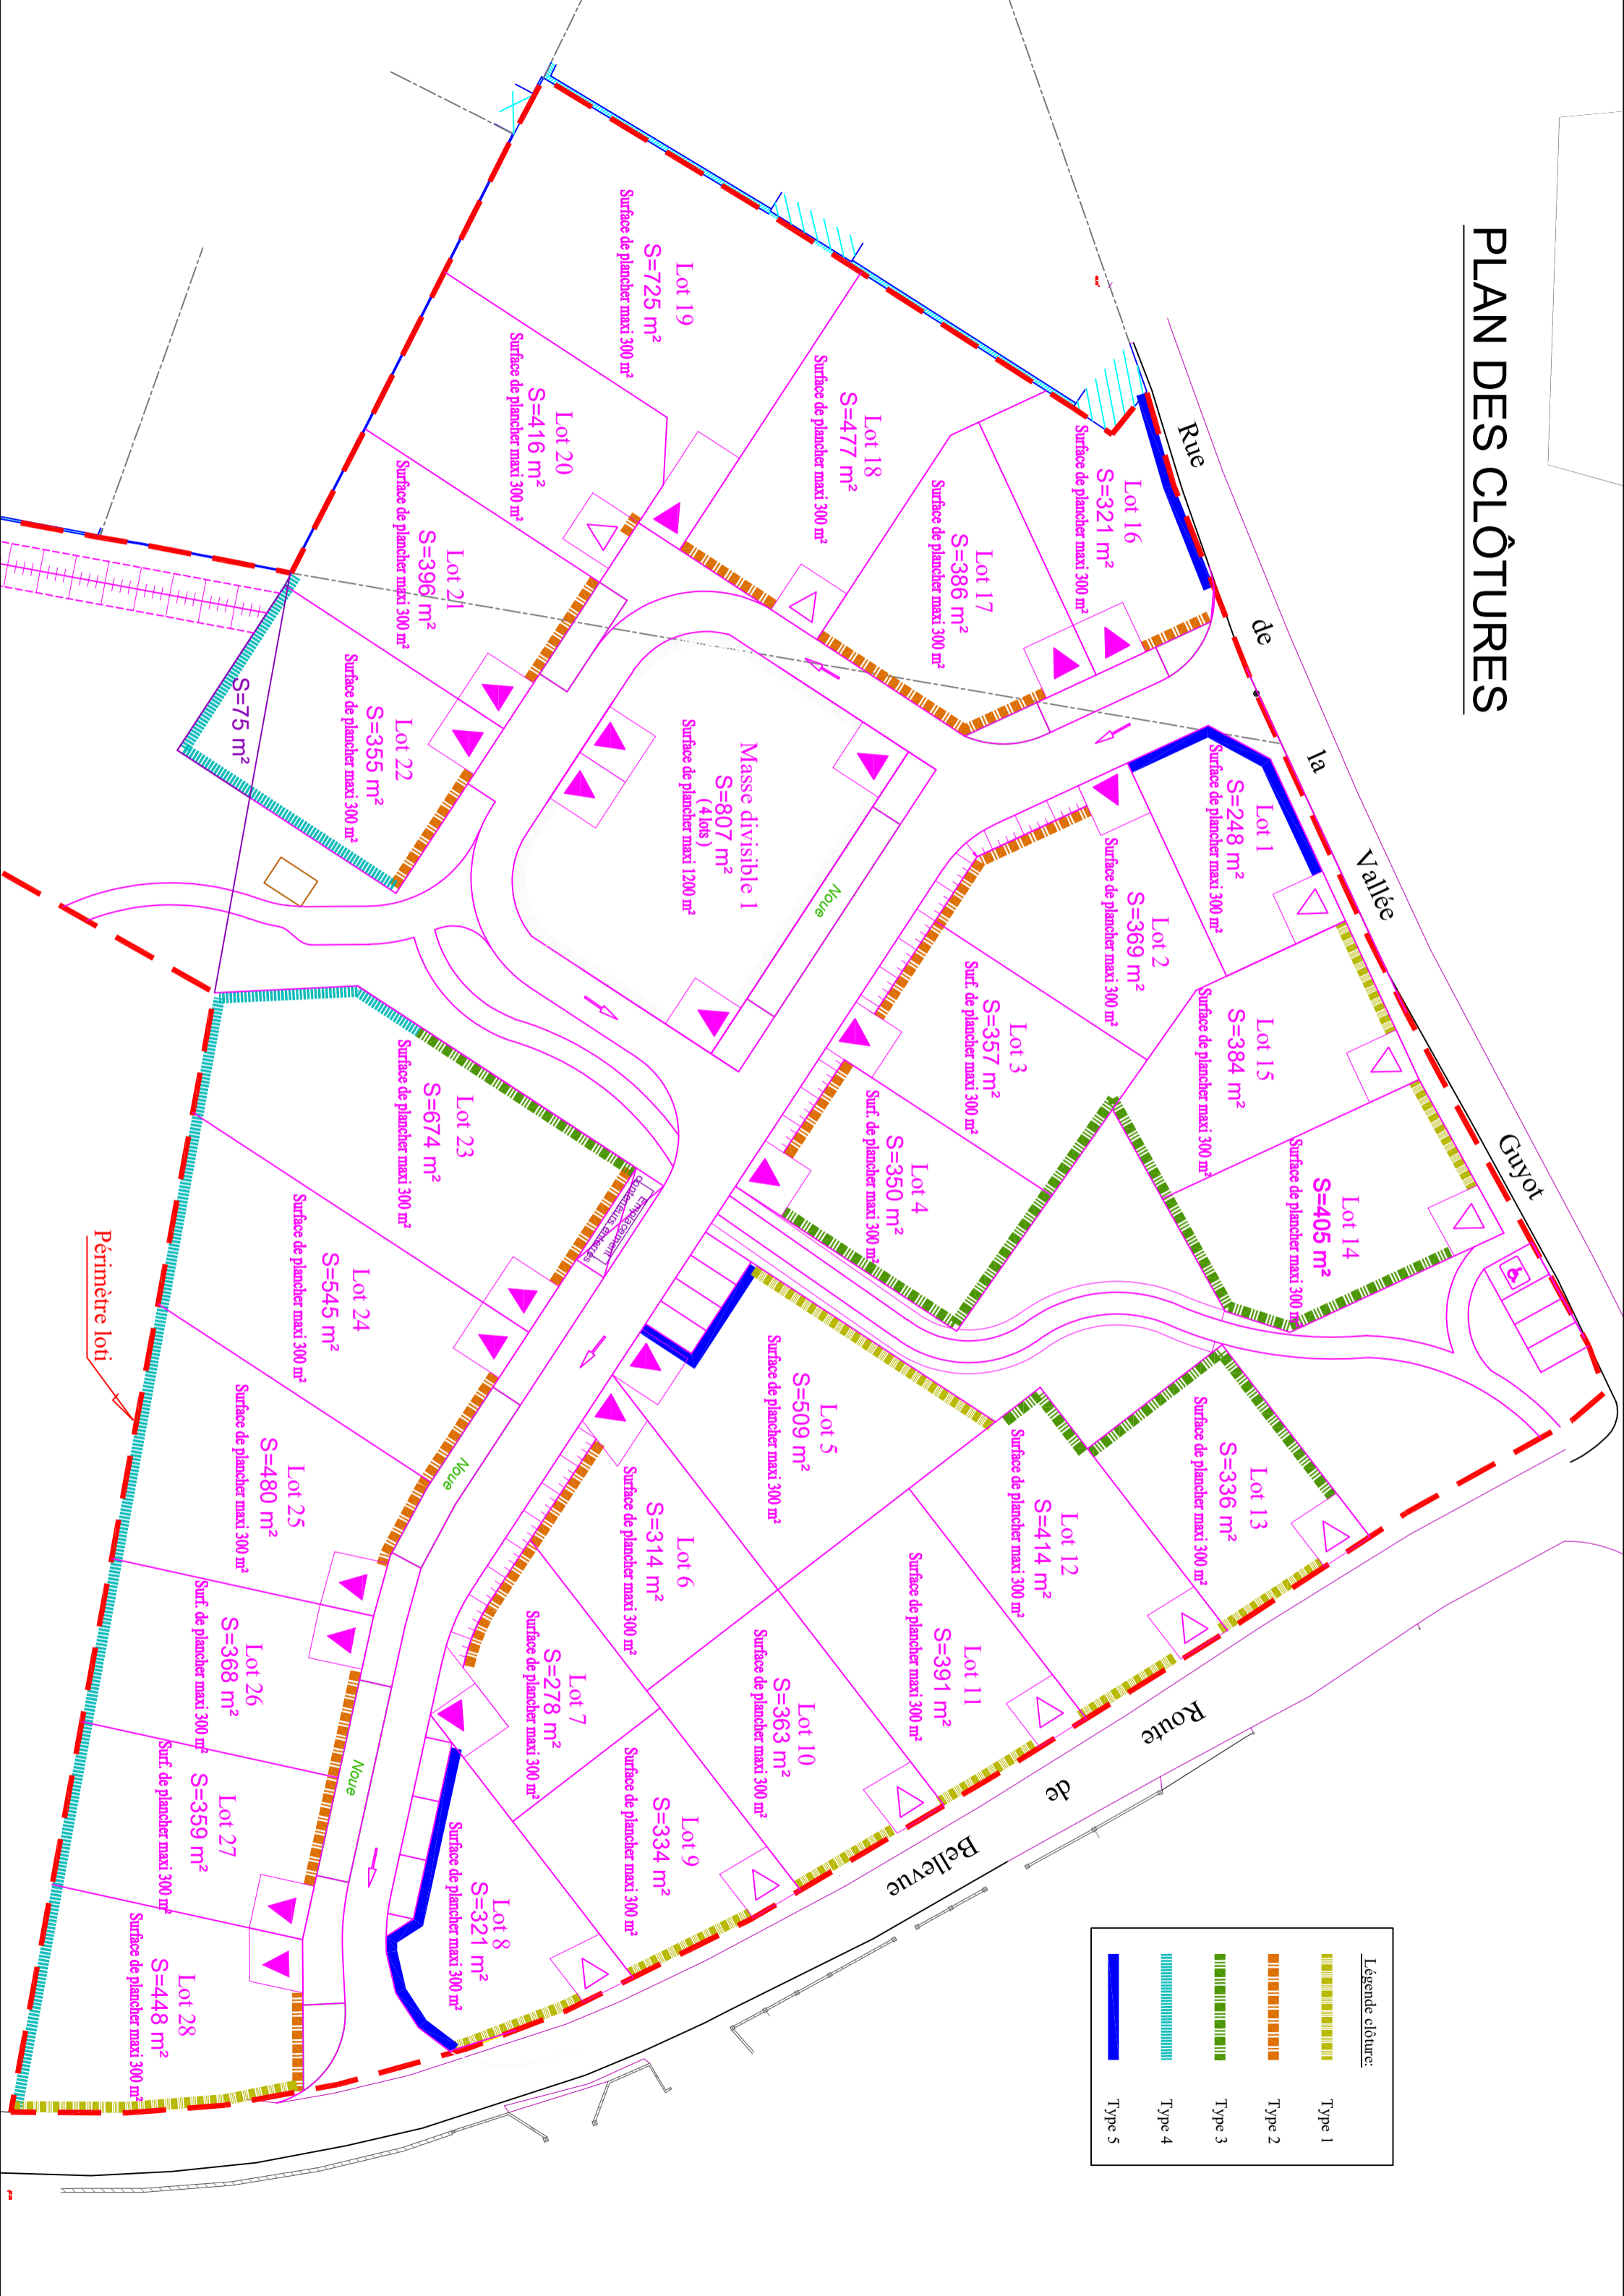 PLAN DES CLÔTURES
Rue
de
la
Vallée
Guyot
Route
de
Bellevue
Lot 1
S=248 m²
Surface de plancher maxi 300 m²
Lot 2
S=369 m²
Surface de plancher maxi 300 m²
Lot 3
S=357 m²
Surf. de plancher maxi 300 m²
Lot 4
S=350 m²
Surf. de plancher maxi 300 m²
Lot 5
S=509 m²
Surface de plancher maxi 300 m²
Lot 6
S=314 m²
Surface de plancher maxi 300 m²
Lot 7
S=278 m²
Surface de plancher maxi 300 m²
Lot 8
S=321 m²
Surface de plancher maxi 300 m²
Lot 9
S=334 m²
Surface de plancher maxi 300 m²
Lot 10
S=363 m²
Surface de plancher maxi 300 m²
Lot 11
S=391 m²
Surface de plancher maxi 300 m²
Lot 12
S=414 m²
Surface de plancher maxi 300 m²
Lot 13
S=336 m²
Surface de plancher maxi 300 m²
Lot 14
S=405 m²
Surface de plancher maxi 300 m²
Lot 15
S=384 m²
Surface de plancher maxi 300 m²
Lot 16
S=321 m²
Surface de plancher maxi 300 m²
Lot 17
S=386 m²
Surface de plancher maxi 300 m²
Lot 18
S=477 m²
Surface de plancher maxi 300 m²
Lot 19
S=725 m²
Surface de plancher maxi 300 m²
Lot 20
S=416 m²
Surface de plancher maxi 300 m²
Lot 21
S=396 m²
Surface de plancher maxi 300 m²
Lot 22
S=355 m²
Surface de plancher maxi 300 m²
S=75 m²
Masse divisible 1
S=807 m²
( 4 lots )
Surface de plancher maxi 1200 m²
Noue
Lot 23
S=674 m²
Surface de plancher maxi 300 m²
Emplacement
conteneurs enterrés
Lot 24
S=545 m²
Surface de plancher maxi 300 m²
Lot 25
S=480 m²
Surface de plancher maxi 300 m²
Noue
Lot 26
S=368 m²
Surf. de plancher maxi 300 m²
Lot 27
S=359 m²
Surf. de plancher maxi 300 m²
Noue
Lot 28
S=448 m²
Surface de plancher maxi 300 m²
Périmètre loti
Légende clôture:
Type 1
Type 2
Type 3
Type 4
Type 5